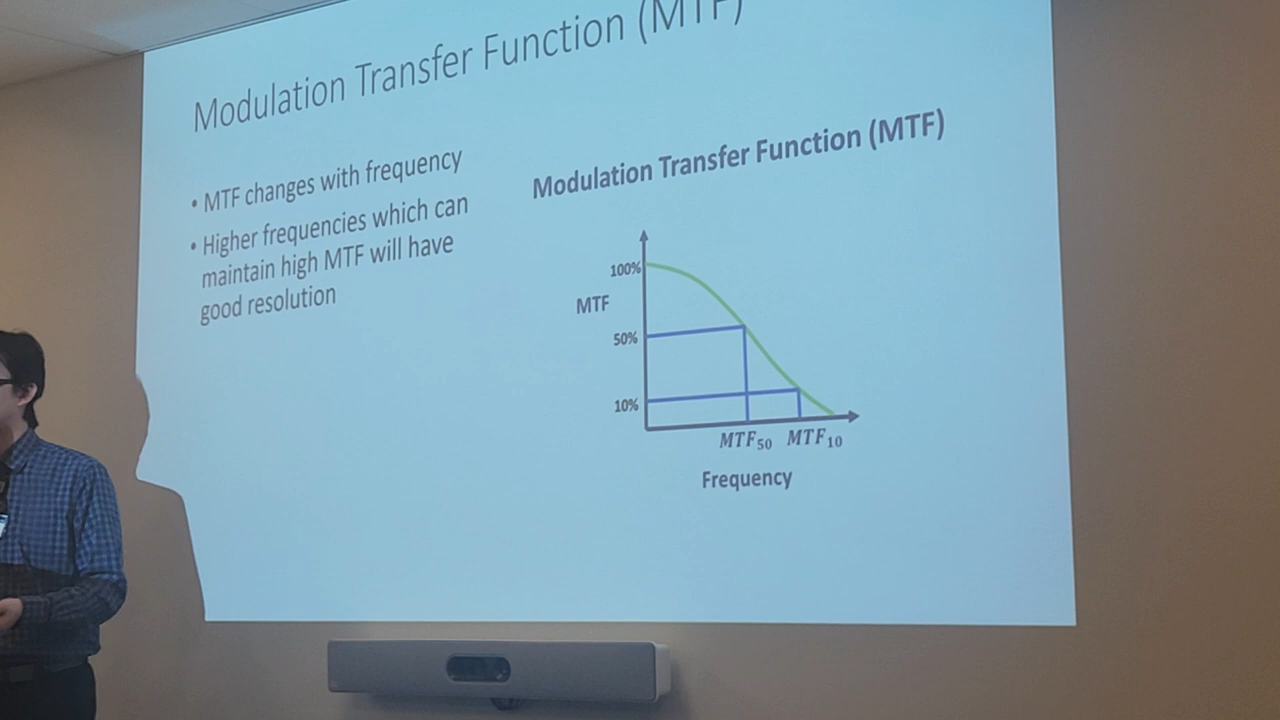 Modulation Transfer Function (MTF)
• MTF changes with frequency
• Higher frequencies which can
maintain high MTF will have
good resolution
Modulation Transfer Function (MTF)
100%
MTF
50%
10%
MTF50 MTF10
Frequency